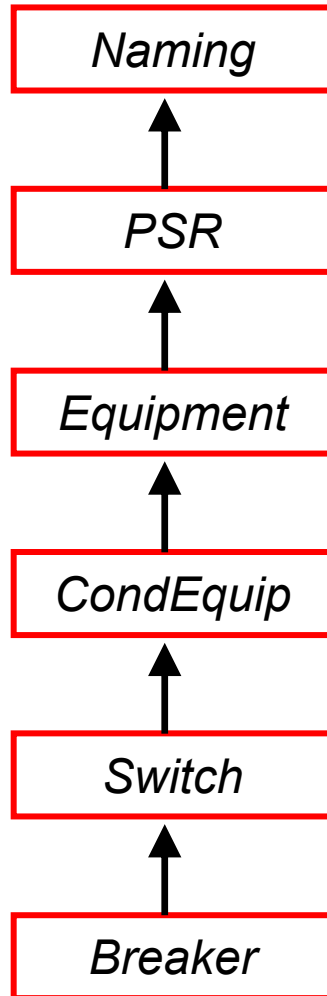 Naming
PSR
Equipment
CondEquip
Switch
Breaker